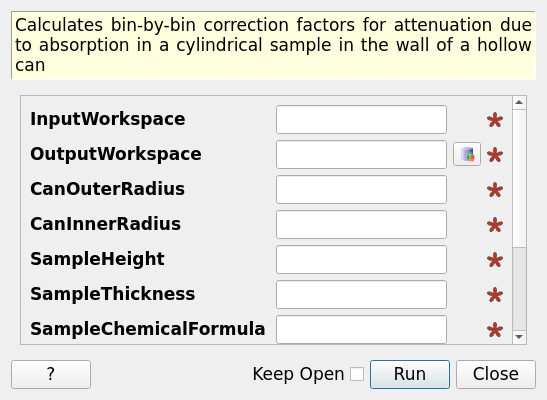 Calculates bin-by-bin correction factors for attenuation due
to absorption in a cylindrical sample in the wall of a hollow
can
InputWorkspace
OutputWorkspace
CanOuterRadius
CanInnerRadius
SampleHeight
SampleThickness
SampleChemicalFormula
? Keep Open Run Close